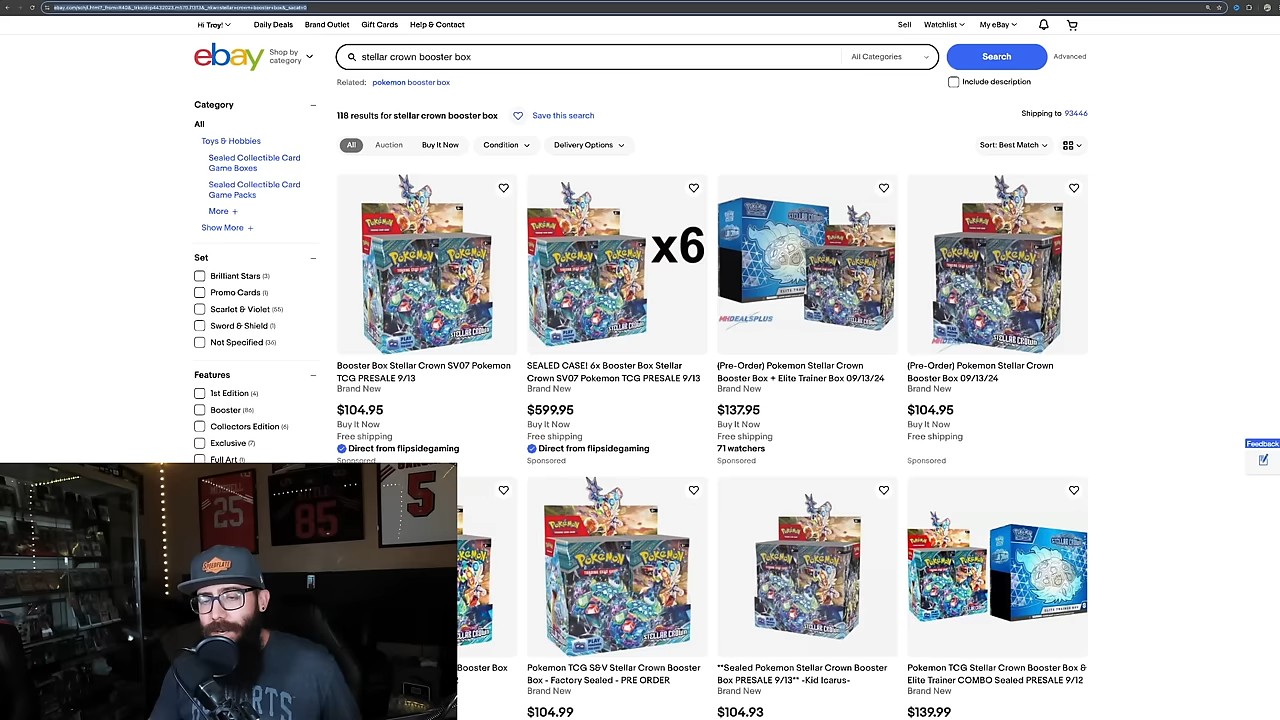 Hi Troy!
Daily Deals
Brand Outlet
Gift Cards
Help & Contact
Sell
Watchlist
My eBay
ebay
Shop by
category
stellar crown booster box
All Categories
Search
Advanced
Related: pokemon booster box
Include description
Category
All
Toys & Hobbies
Sealed Collectible Card
Game Boxes
Sealed Collectible Card
Game Packs
More +
Show More +
Set
Brilliant Stars (3)
Promo Cards (1)
Scarlet & Violet (55)
Sword & Shield (1)
Not Specified (36)
Features
1st Edition (4)
Booster (86)
Collectors Edition (6)
Exclusive (7)
Full Art (1)
118 results for stellar crown booster box
Save this search
Shipping to 93446
All
Auction
Buy It Now
Condition
Delivery Options
Sort: Best Match
POKEMON
STELLAR CROWN
x6
MHDEALSPLUS
Booster Box Stellar Crown SV07 Pokemon
TCG PRESALE 9/13
Brand New
$104.95
Buy It Now
Free shipping
Direct from flipsidegaming
Sponsored
SEALED CASE! 6x Booster Box Stellar
Crown SV07 Pokemon TCG PRESALE 9/13
Brand New
$599.95
Buy It Now
Free shipping
Direct from flipsidegaming
Sponsored
(Pre-Order) Pokemon Stellar Crown
Booster Box + Elite Trainer Box 09/13/24
Brand New
$137.95
Buy It Now
Free shipping
71 watchers
Sponsored
(Pre-Order) Pokemon Stellar Crown
Booster Box 09/13/24
Brand New
$104.95
Buy It Now
Free shipping
Sponsored
Feedback
25
85
5
Booster Box
Pokemon TCG S&V Stellar Crown Booster
Box - Factory Sealed - PRE ORDER
Brand New
$104.99
**Sealed Pokemon Stellar Crown Booster
Box PRESALE 9/13** -Kid Icarus-
Brand New
$104.93
Pokemon TCG Stellar Crown Booster Box &
Elite Trainer COMBO Sealed PRESALE 9/12
Brand New
$139.99